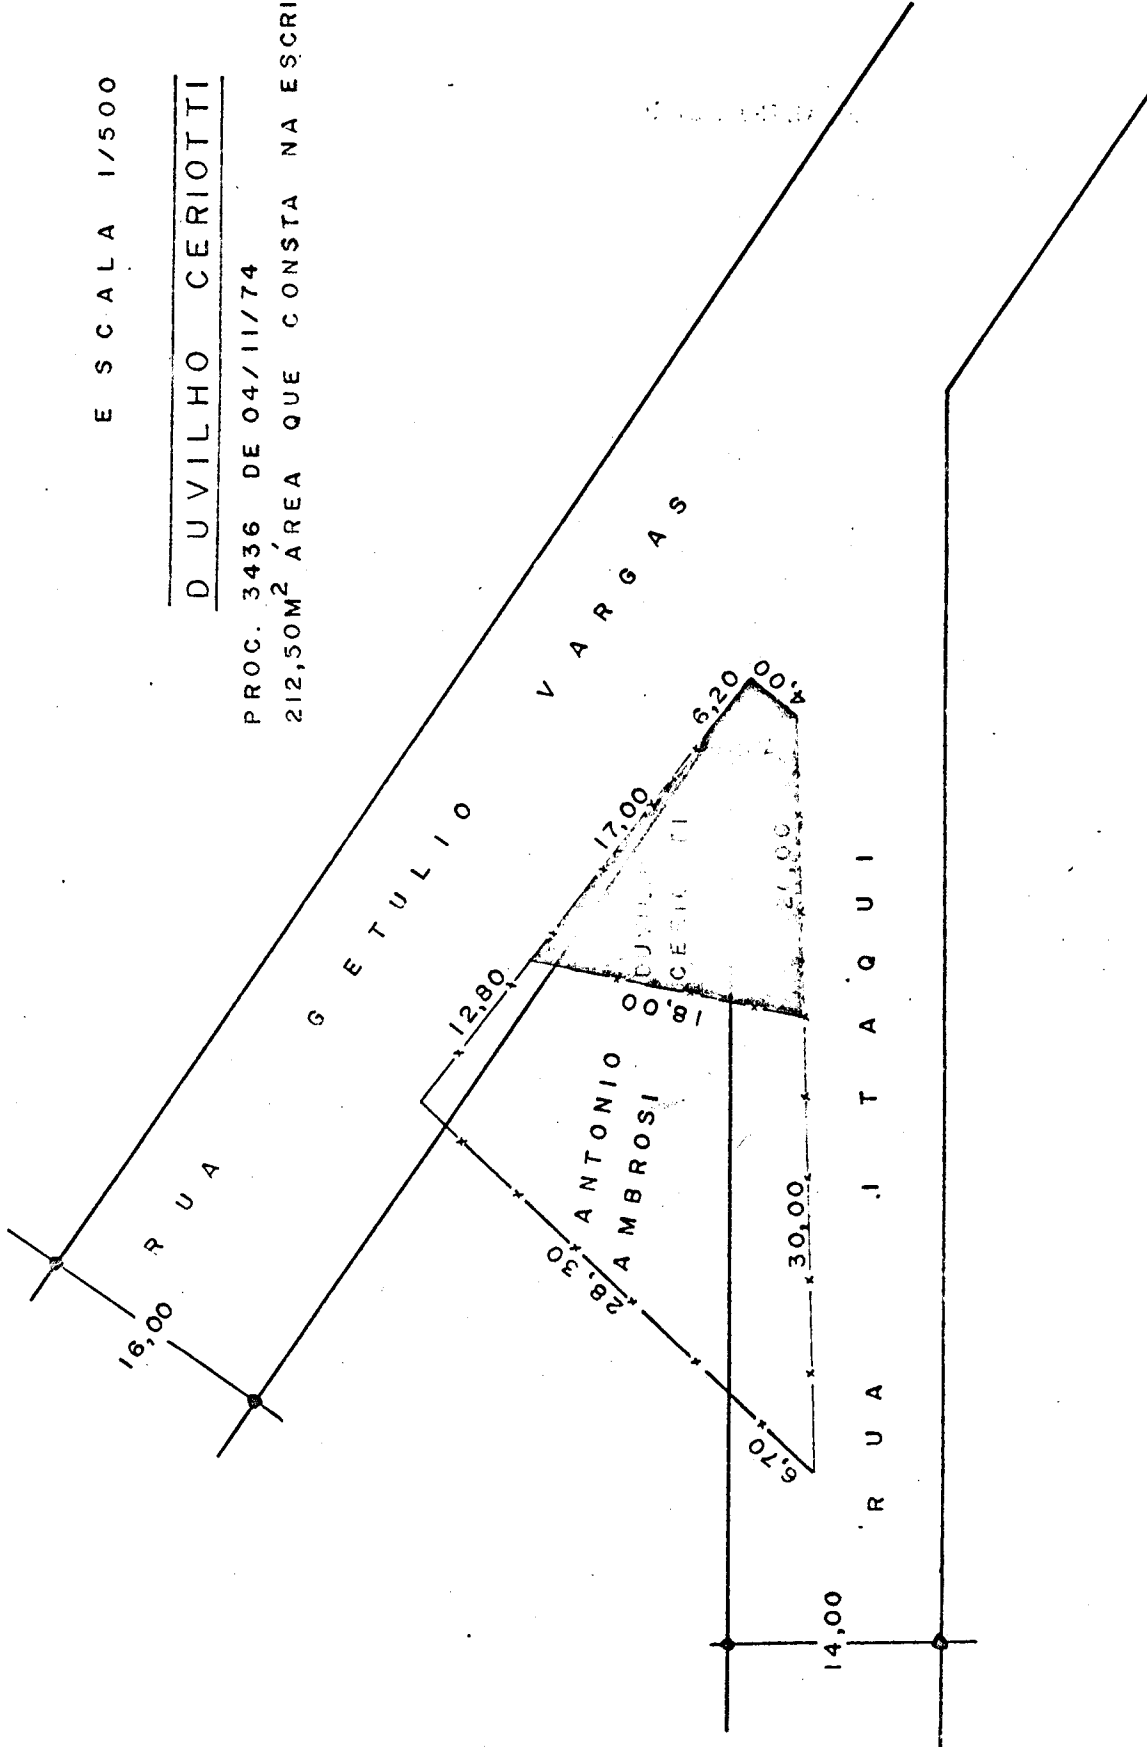 ESCALA 1/500
DUVILHO CERIOTTI
PROC. 3436 DE 04/11/74
212,50M² ÁREA QUE CONSTA NA ESCRI
RUA GETULIO VARGAS
16,00
12,80
17,00
6,20
4,00
18,00
ANTONIO
AMBROSI
28,30
6,70
30,00
RUA ITAQUI
14,00